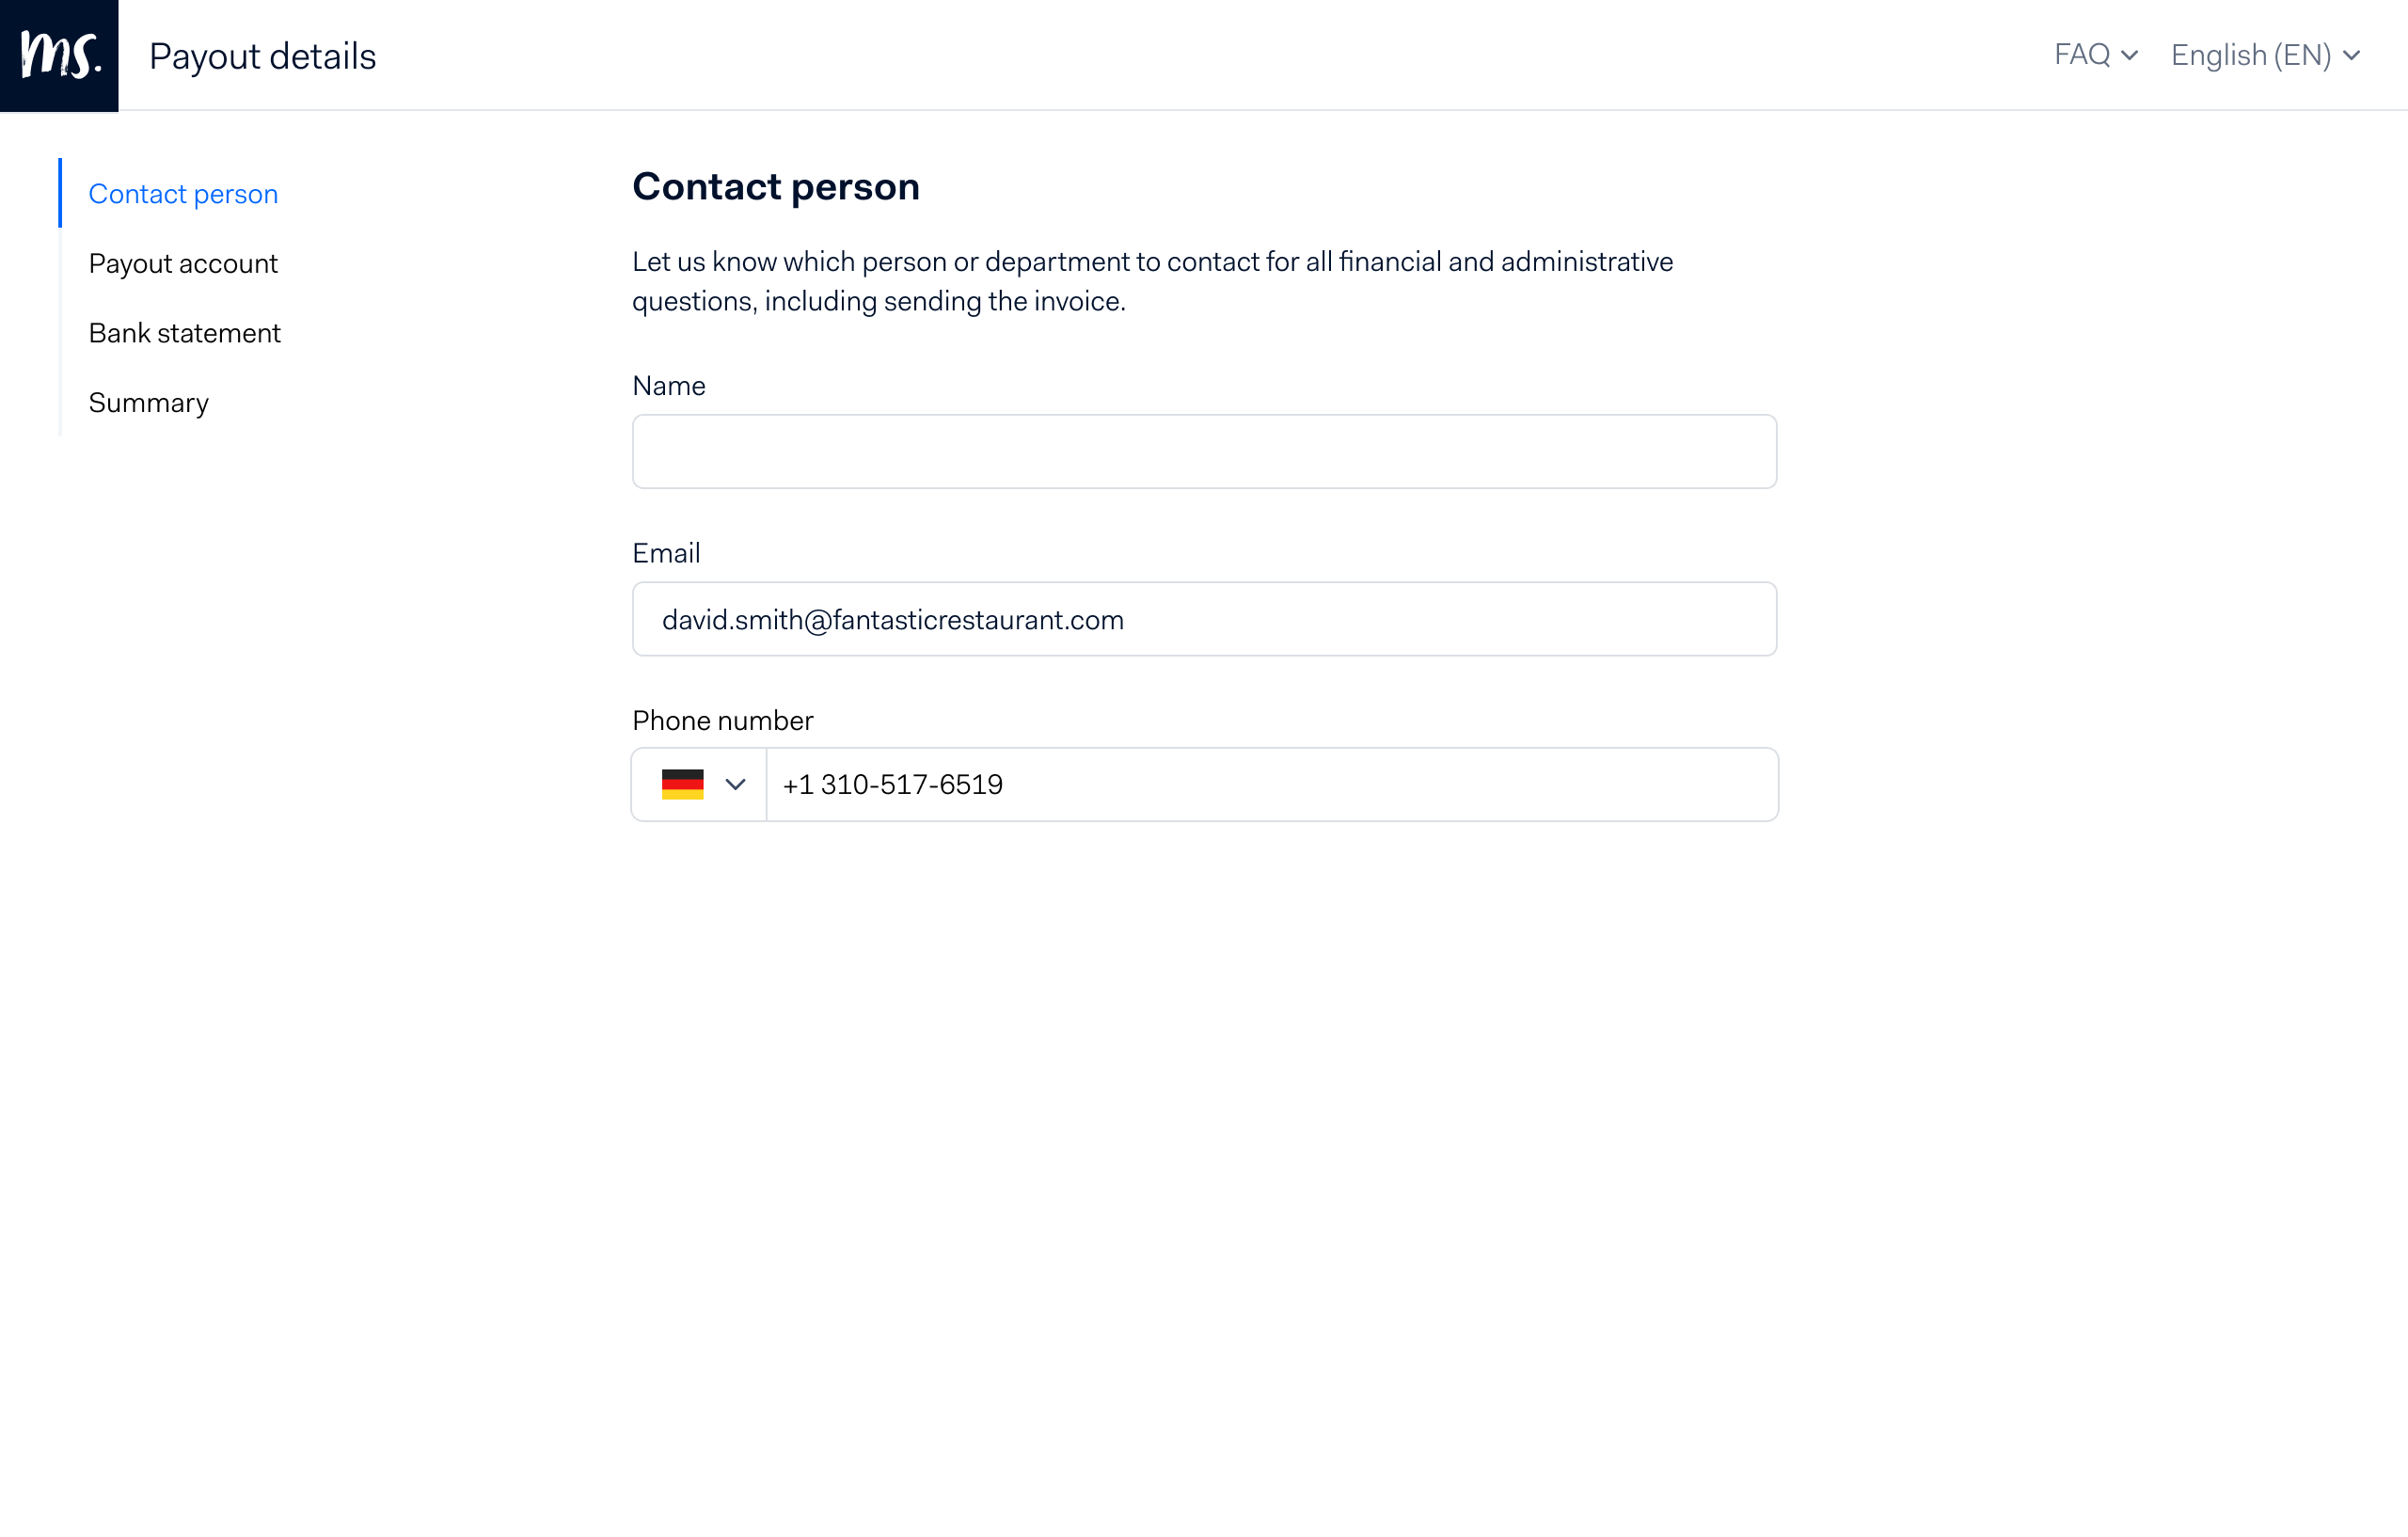 ms.
Payout details
FAQ
English (EN)
Contact person
Payout account
Bank statement
Summary
Contact person
Let us know which person or department to contact for all financial and administrative
questions, including sending the invoice.
Name
Email
david.smith@fantasticrestaurant.com
Phone number
+1 310-517-6519